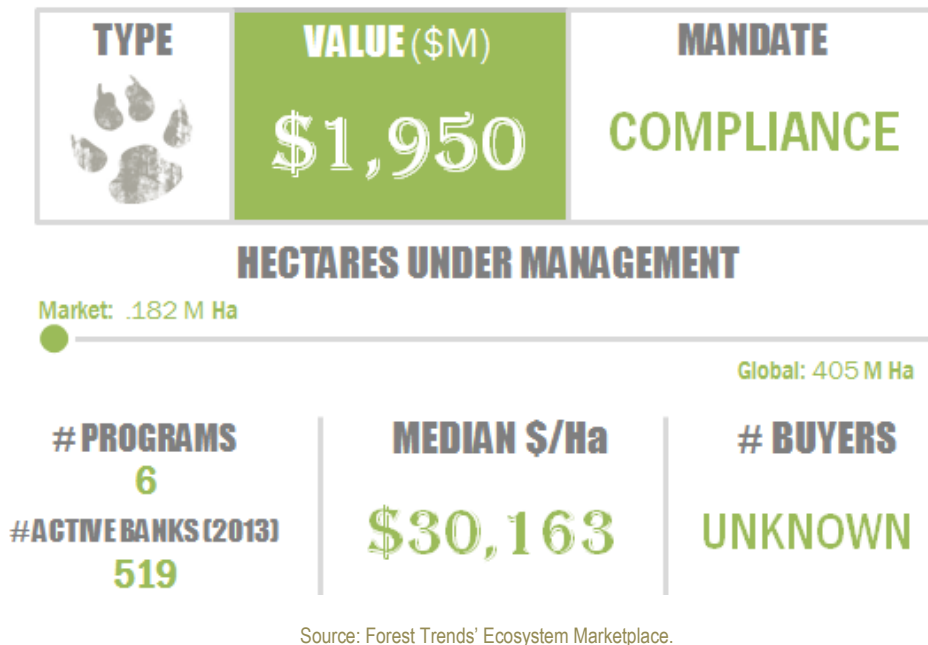 TYPE
VALUE ($M)
MANDATE
$1,950
COMPLIANCE
HECTARES UNDER MANAGEMENT
Market: .182 M Ha
Global: 405 M Ha
# PROGRAMS
6
#ACTIVE BANKS (2013)
519
MEDIAN $/Ha
$30,163
# BUYERS
UNKNOWN
Source: Forest Trends’ Ecosystem Marketplace.